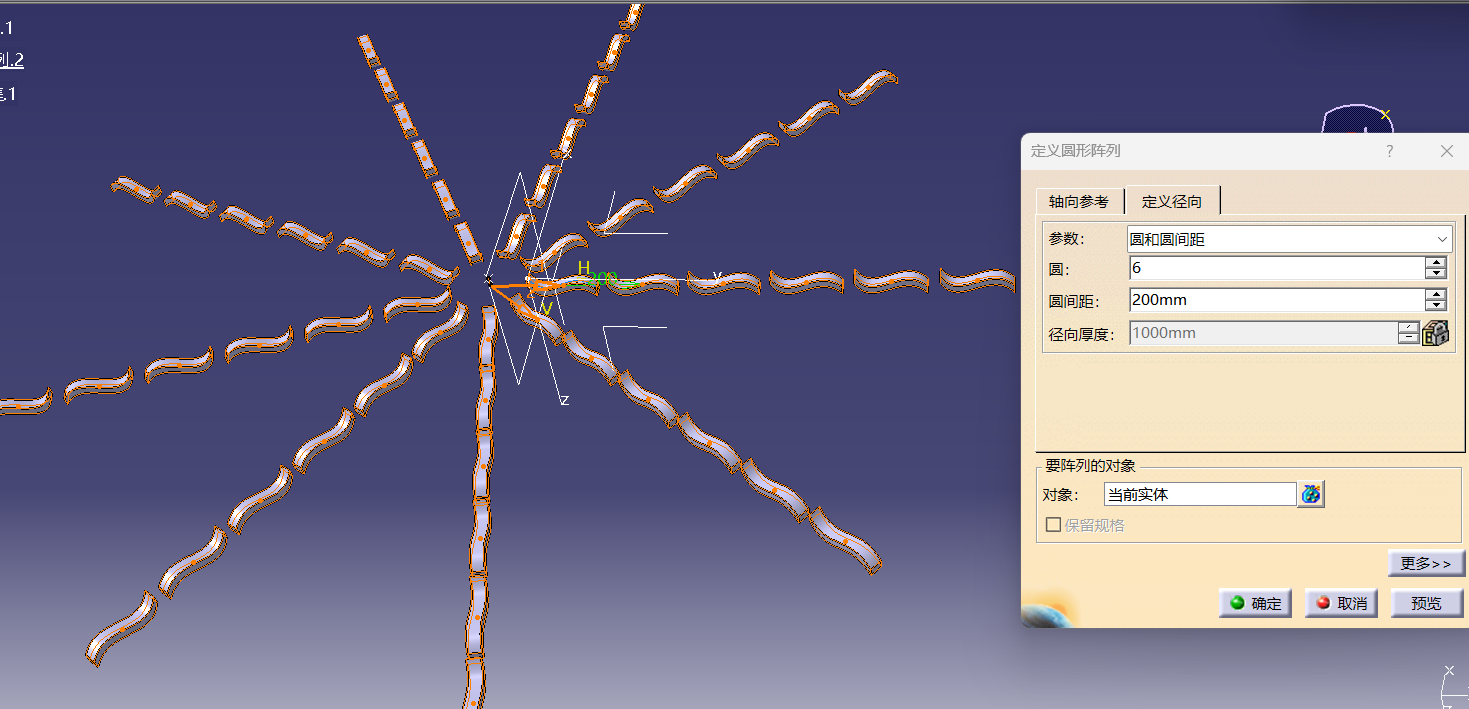 .1
列.2
.1
x
200
H
V
y
z
x
定义圆形阵列
?
轴向参考
定义径向
参数:
圆和圆间距
圆:
6
圆间距:
200mm
径向厚度:
1000mm
要阵列的对象
对象:
当前实体
保留规格
更多>>
确定
取消
预览
x